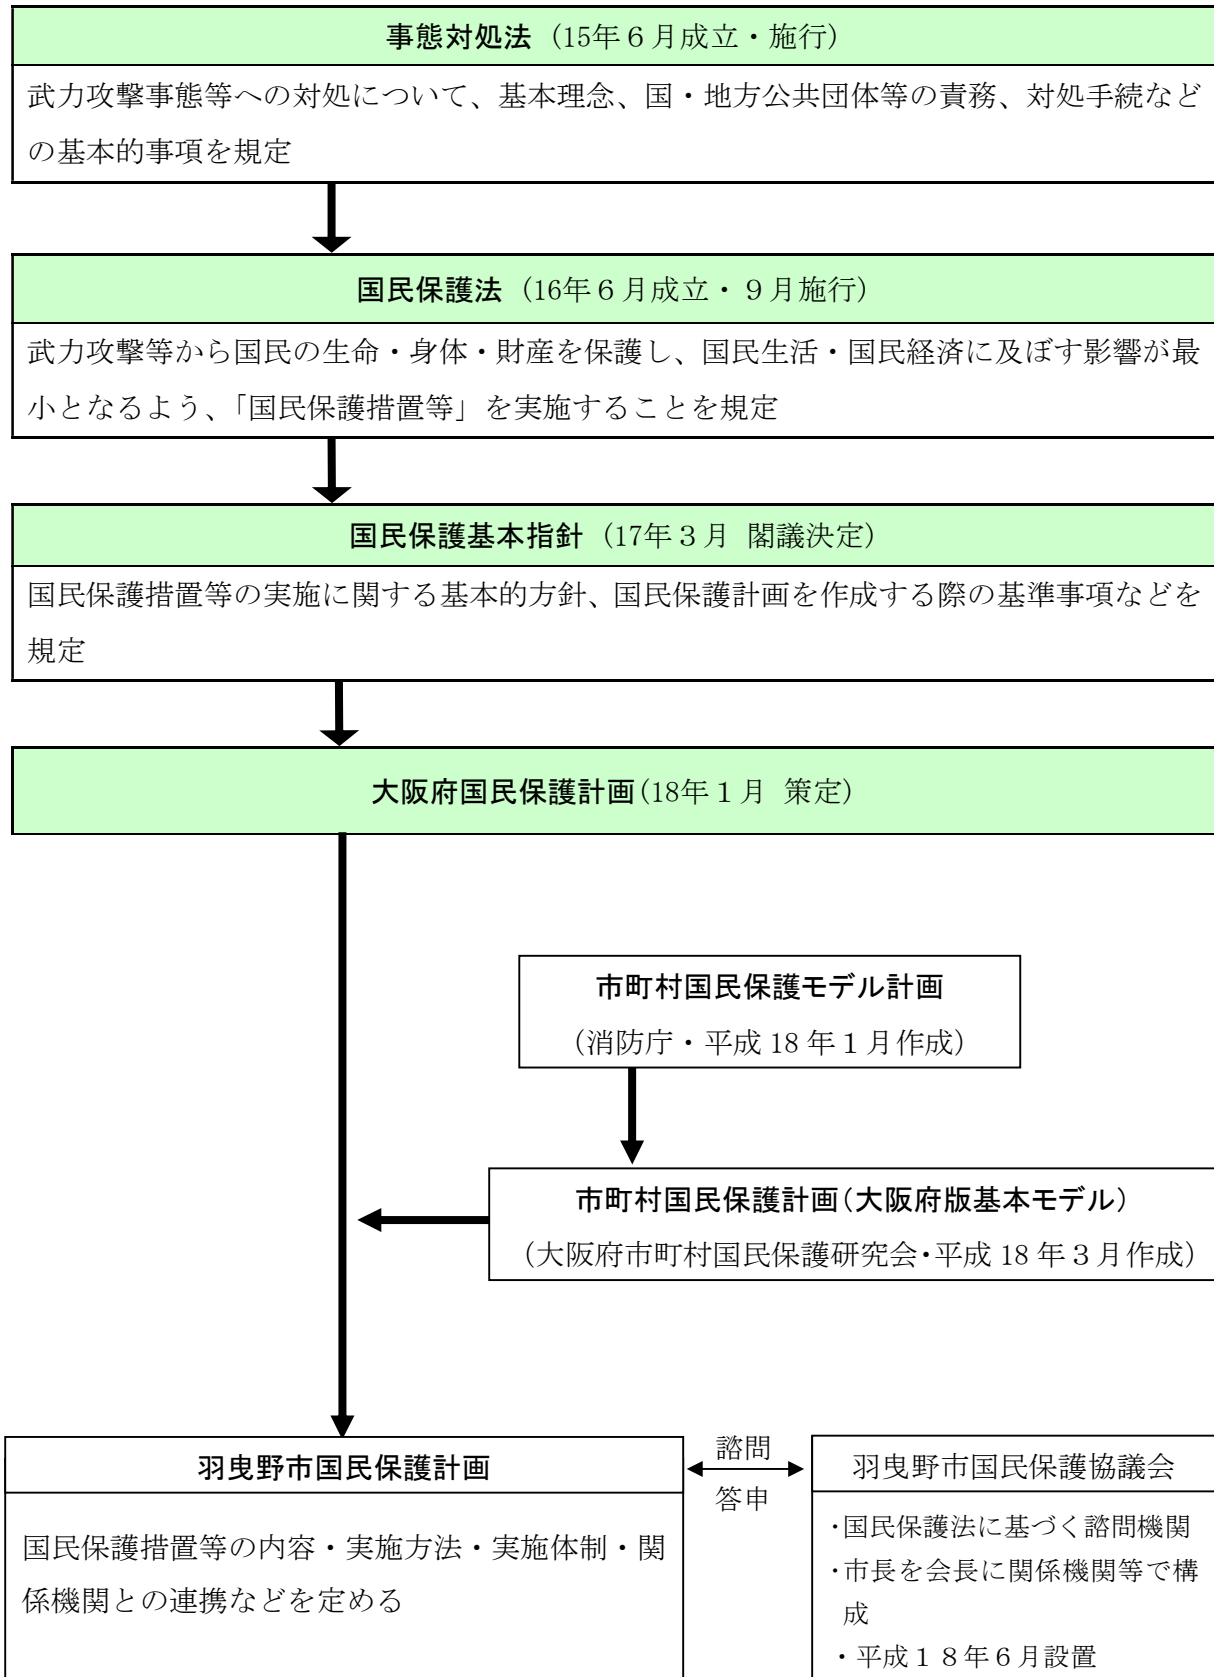 事態対処法（15年６月成立・施行）
武力攻撃事態等への対処について、基本理念、国・地方公共団体等の責務、対処手続など
の基本的事項を規定
国民保護法（16年６月成立・９月施行）
武力攻撃等から国民の生命・身体・財産を保護し、国民生活・国民経済に及ぼす影響が最
小となるよう、「国民保護措置等」を実施することを規定
国民保護基本指針（17年３月 閣議決定）
国民保護措置等の実施に関する基本的方針、国民保護計画を作成する際の基準事項などを
規定
大阪府国民保護計画(18年１月 策定)
市町村国民保護モデル計画
（消防庁・平成 18 年１月作成）
市町村国民保護計画（大阪府版基本モデル）
（大阪府市町村国民保護研究会･平成 18 年３月作成）
羽曳野市国民保護計画
国民保護措置等の内容・実施方法・実施体制・関
係機関との連携などを定める
諮問
答申
羽曳野市国民保護協議会
･国民保護法に基づく諮問機関
･市長を会長に関係機関等で構
成
・平成１８年６月設置